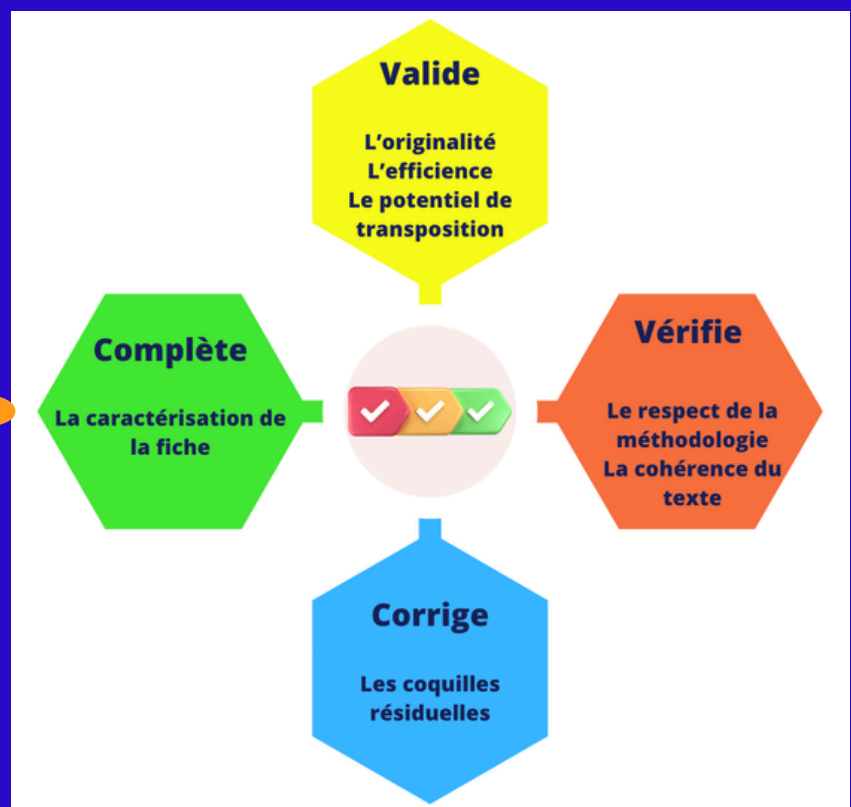 Valide
L’originalité
L’efficience
Le potentiel de
transposition
Complète
La caractérisation de
la fiche
Vérifie
Le respect de la
méthodologie
La cohérence du
texte
Corrige
Les coquilles
résiduelles